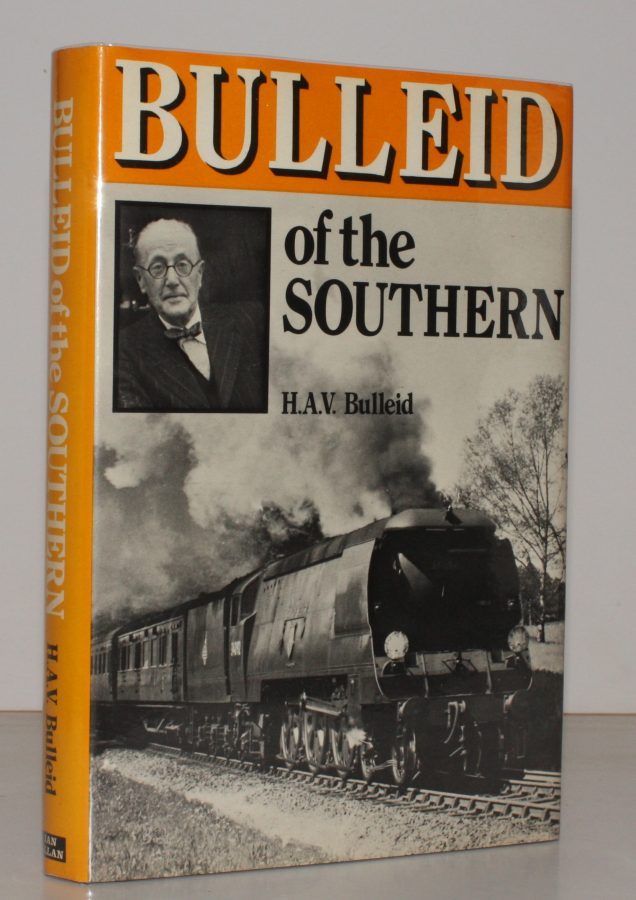 BULLEID
of the
SOUTHERN
H.A.V. Bulleid
BULLEID of the SOUTHERN
H.A.V. Bulleid